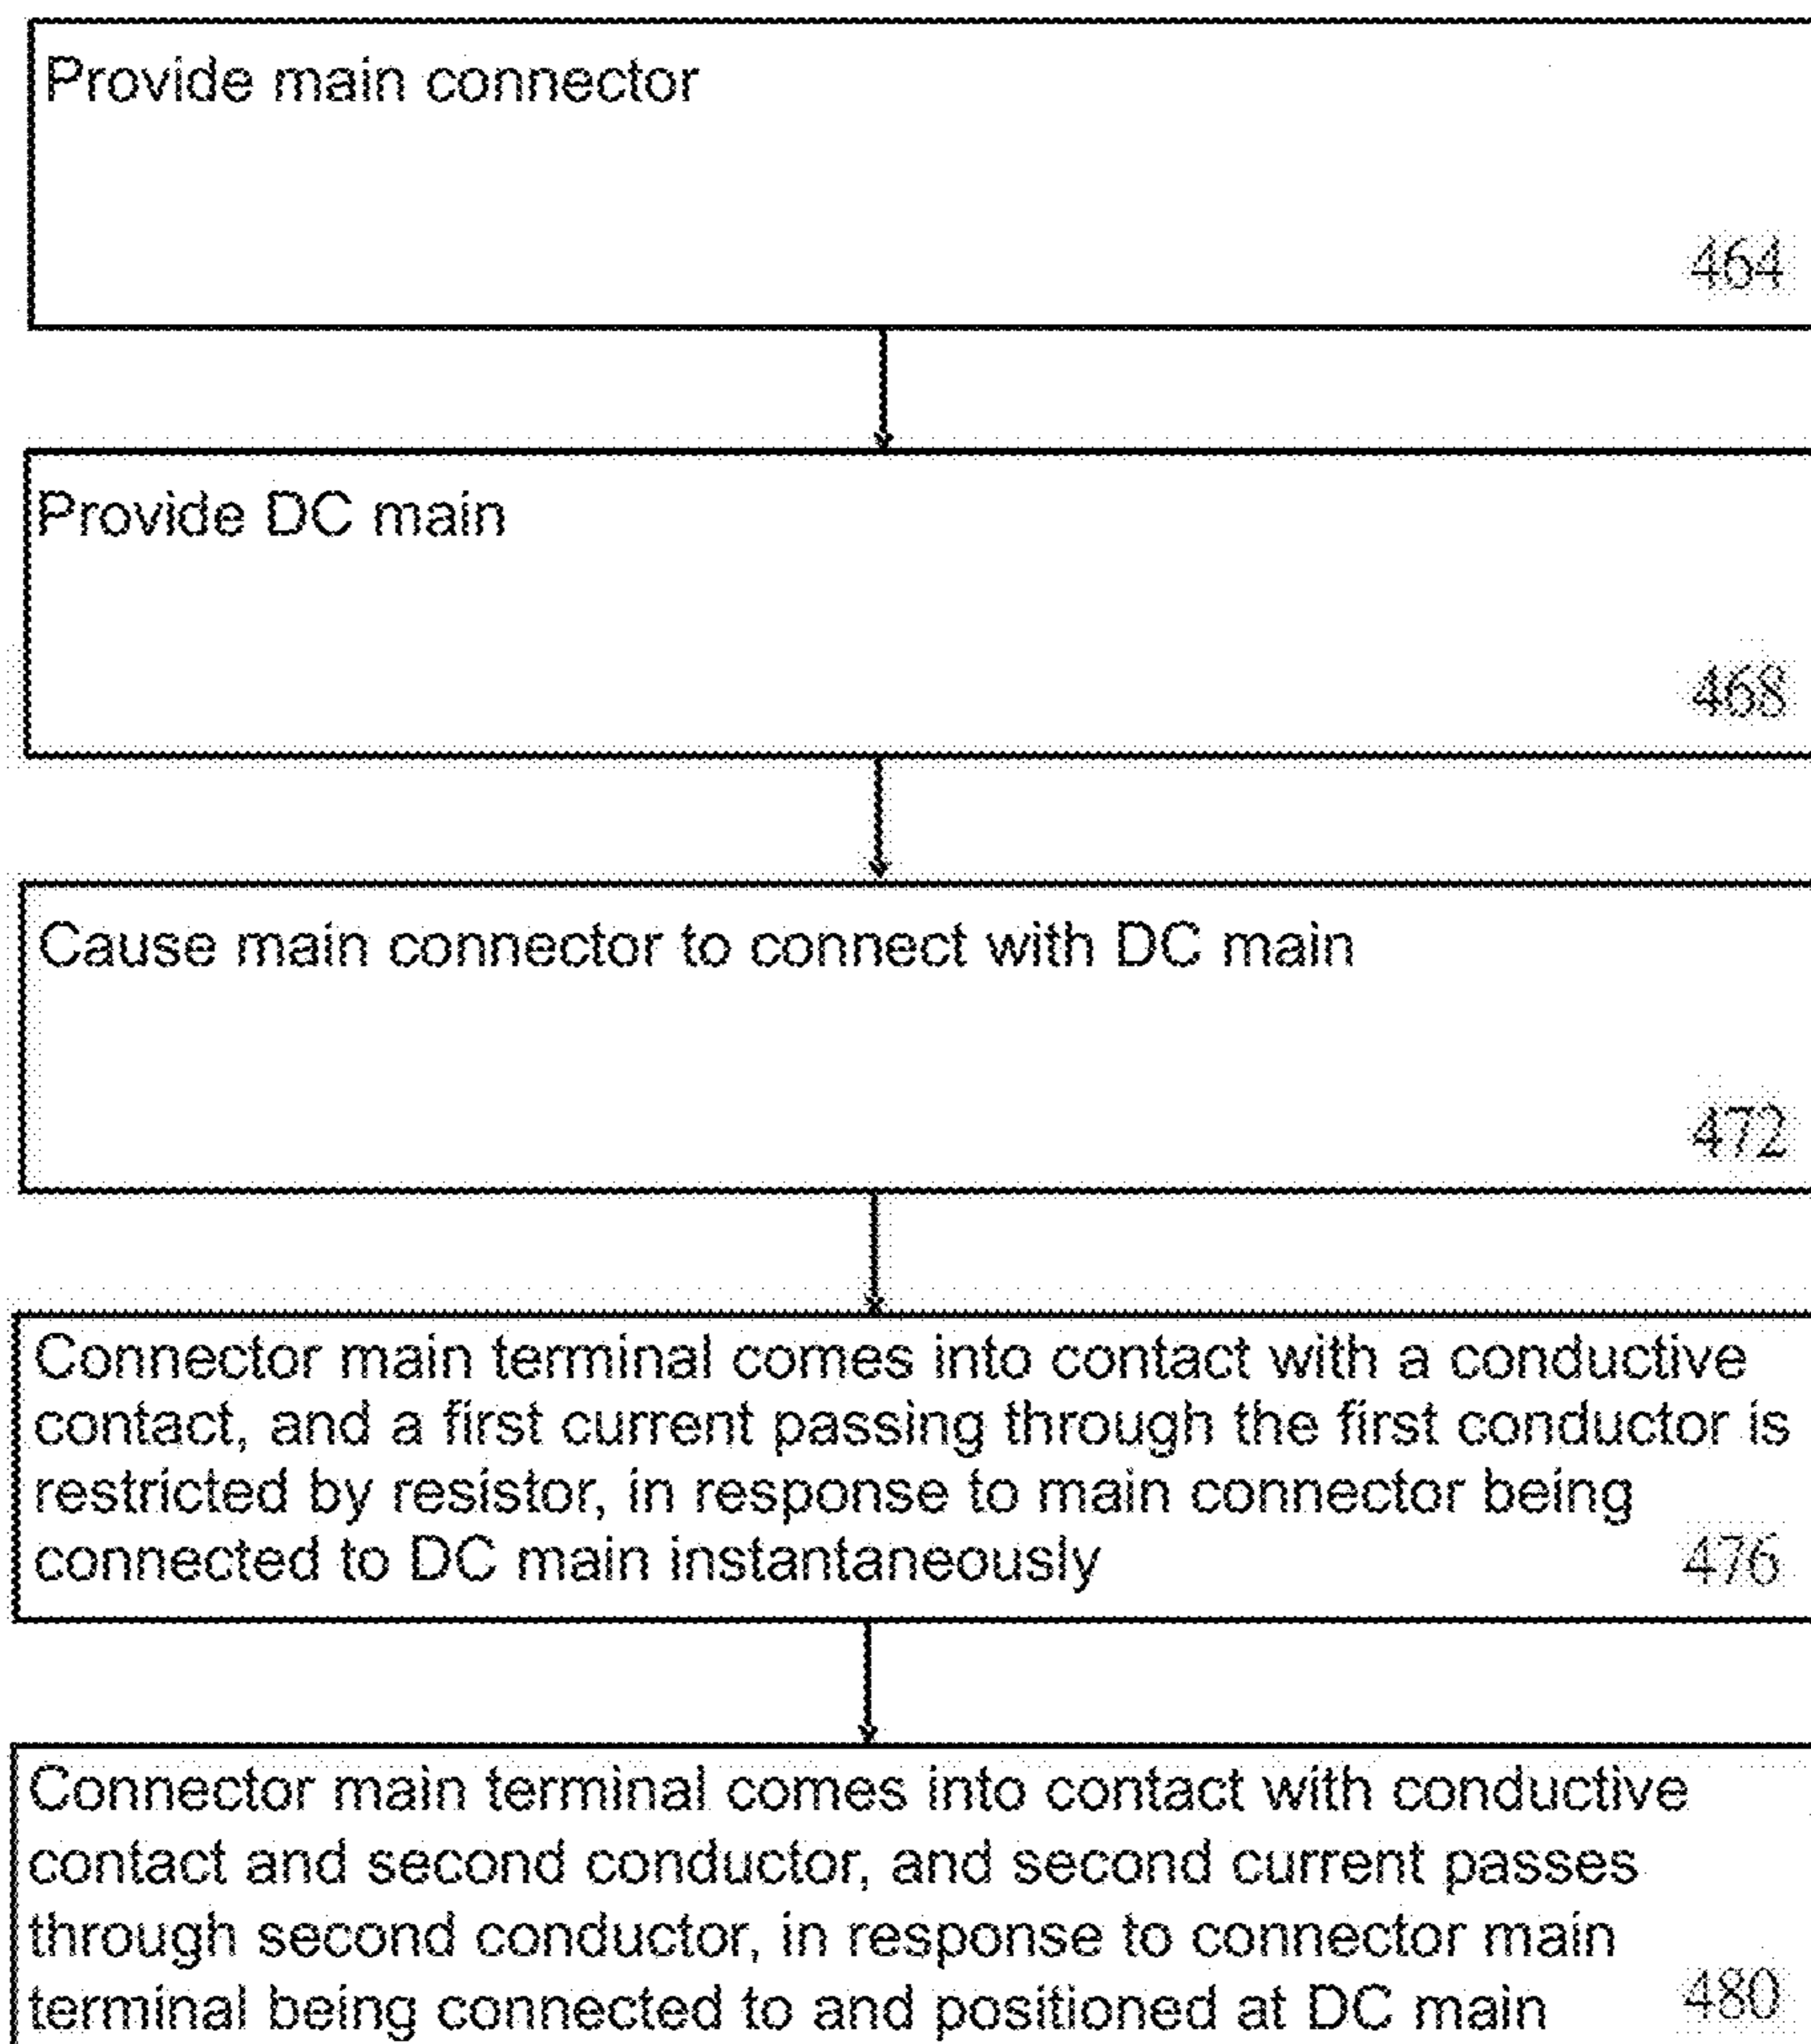 Provide main connector
464
Provide DC main
468
Cause main connector to connect with DC main
472
Connector main terminal comes into contact with a conductive
contact, and a first current passing through the first conductor is
restricted by resistor, in response to main connector being
connected to DC main instantaneously
476
Connector main terminal comes into contact with conductive
contact and second conductor, and second current passes
through second conductor, in response to connector main
terminal being connected to and positioned at DC main
480